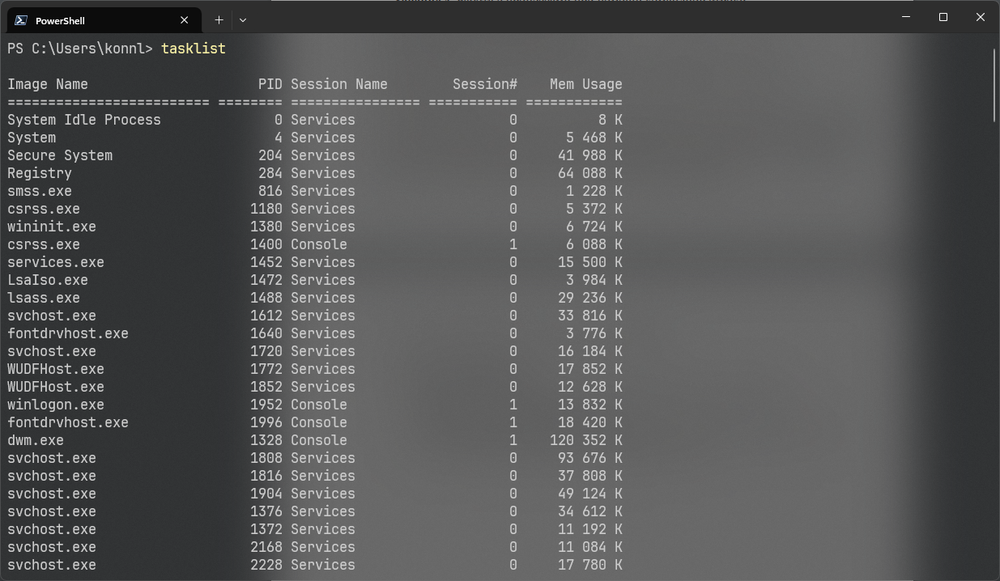 PowerShell
PS C:\Users\konnl> tasklist
Image Name                     PID Session Name        Session#    Mem Usage
========================= ======== ================ =========== ============
System Idle Process              0 Services                   0          8 K
System                           4 Services                   0      5 468 K
Secure System                  204 Services                   0     41 988 K
Registry                       284 Services                   0     64 088 K
smss.exe                       816 Services                   0      1 228 K
csrss.exe                     1180 Services                   0      5 372 K
wininit.exe                   1380 Services                   0      6 724 K
csrss.exe                     1400 Console                    1      6 088 K
services.exe                  1452 Services                   0     15 500 K
LsaIso.exe                    1472 Services                   0      3 984 K
lsass.exe                     1488 Services                   0     29 236 K
svchost.exe                   1612 Services                   0     33 816 K
fontdrvhost.exe               1640 Services                   0      3 776 K
svchost.exe                   1720 Services                   0     16 184 K
WUDFHost.exe                  1772 Services                   0     17 852 K
WUDFHost.exe                  1852 Services                   0     12 628 K
winlogon.exe                  1952 Console                    1     13 832 K
fontdrvhost.exe               1996 Console                    1     18 420 K
dwm.exe                       1328 Console                    1    120 352 K
svchost.exe                   1808 Services                   0     93 676 K
svchost.exe                   1816 Services                   0     37 808 K
svchost.exe                   1904 Services                   0     49 124 K
svchost.exe                   1376 Services                   0     34 612 K
svchost.exe                   1372 Services                   0     11 192 K
svchost.exe                   2168 Services                   0     11 084 K
svchost.exe                   2228 Services                   0     17 780 K